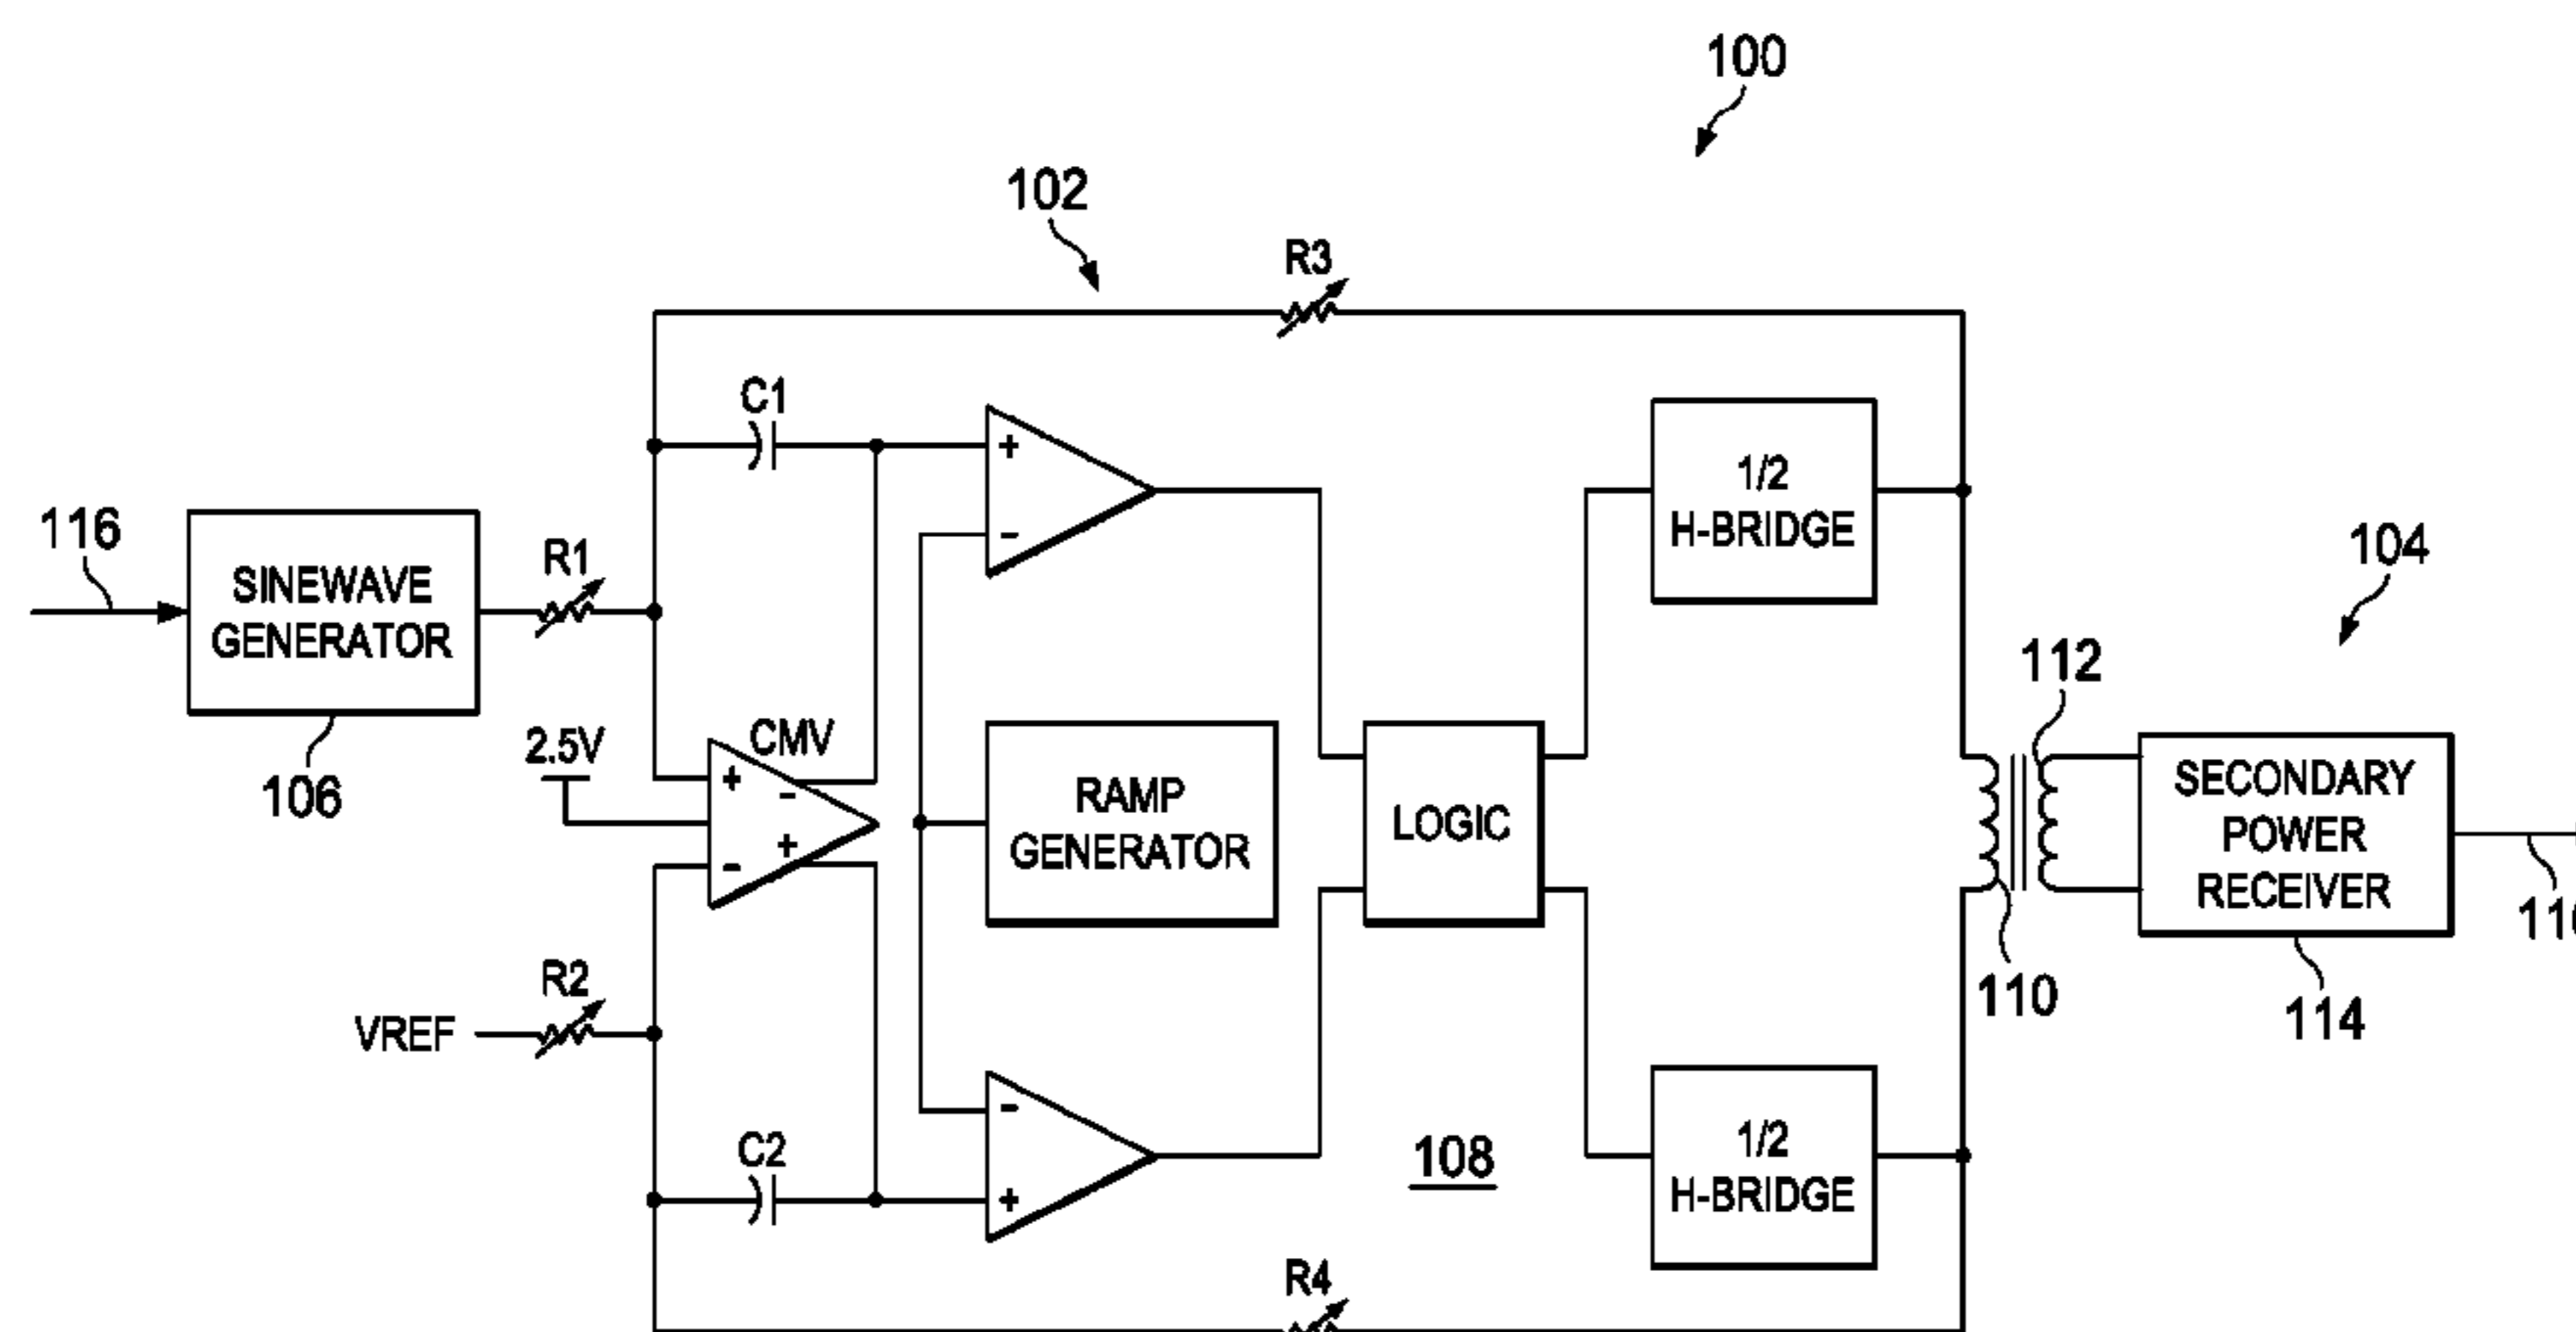 100
102
R3
C1
1/2
H-BRIDGE
116
SINEWAVE
GENERATOR
R1
104
112
2.5V
CMV
+
-
+
-
+
-
106
RAMP
GENERATOR
LOGIC
SECONDARY
POWER
RECEIVER
110
114
VREF
R2
C2
-
+
108
1/2
H-BRIDGE
R4